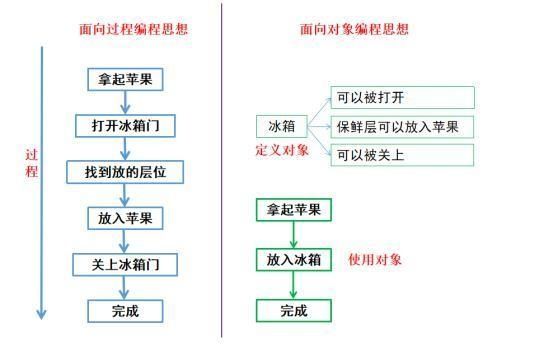 面向过程编程思想
过程
拿起苹果
打开冰箱门
找到放的层位
放入苹果
关上冰箱门
完成
面向对象编程思想
冰箱
定义对象
可以被打开
保鲜层可以放入苹果
可以被关上
拿起苹果
放入冰箱
使用对象
完成